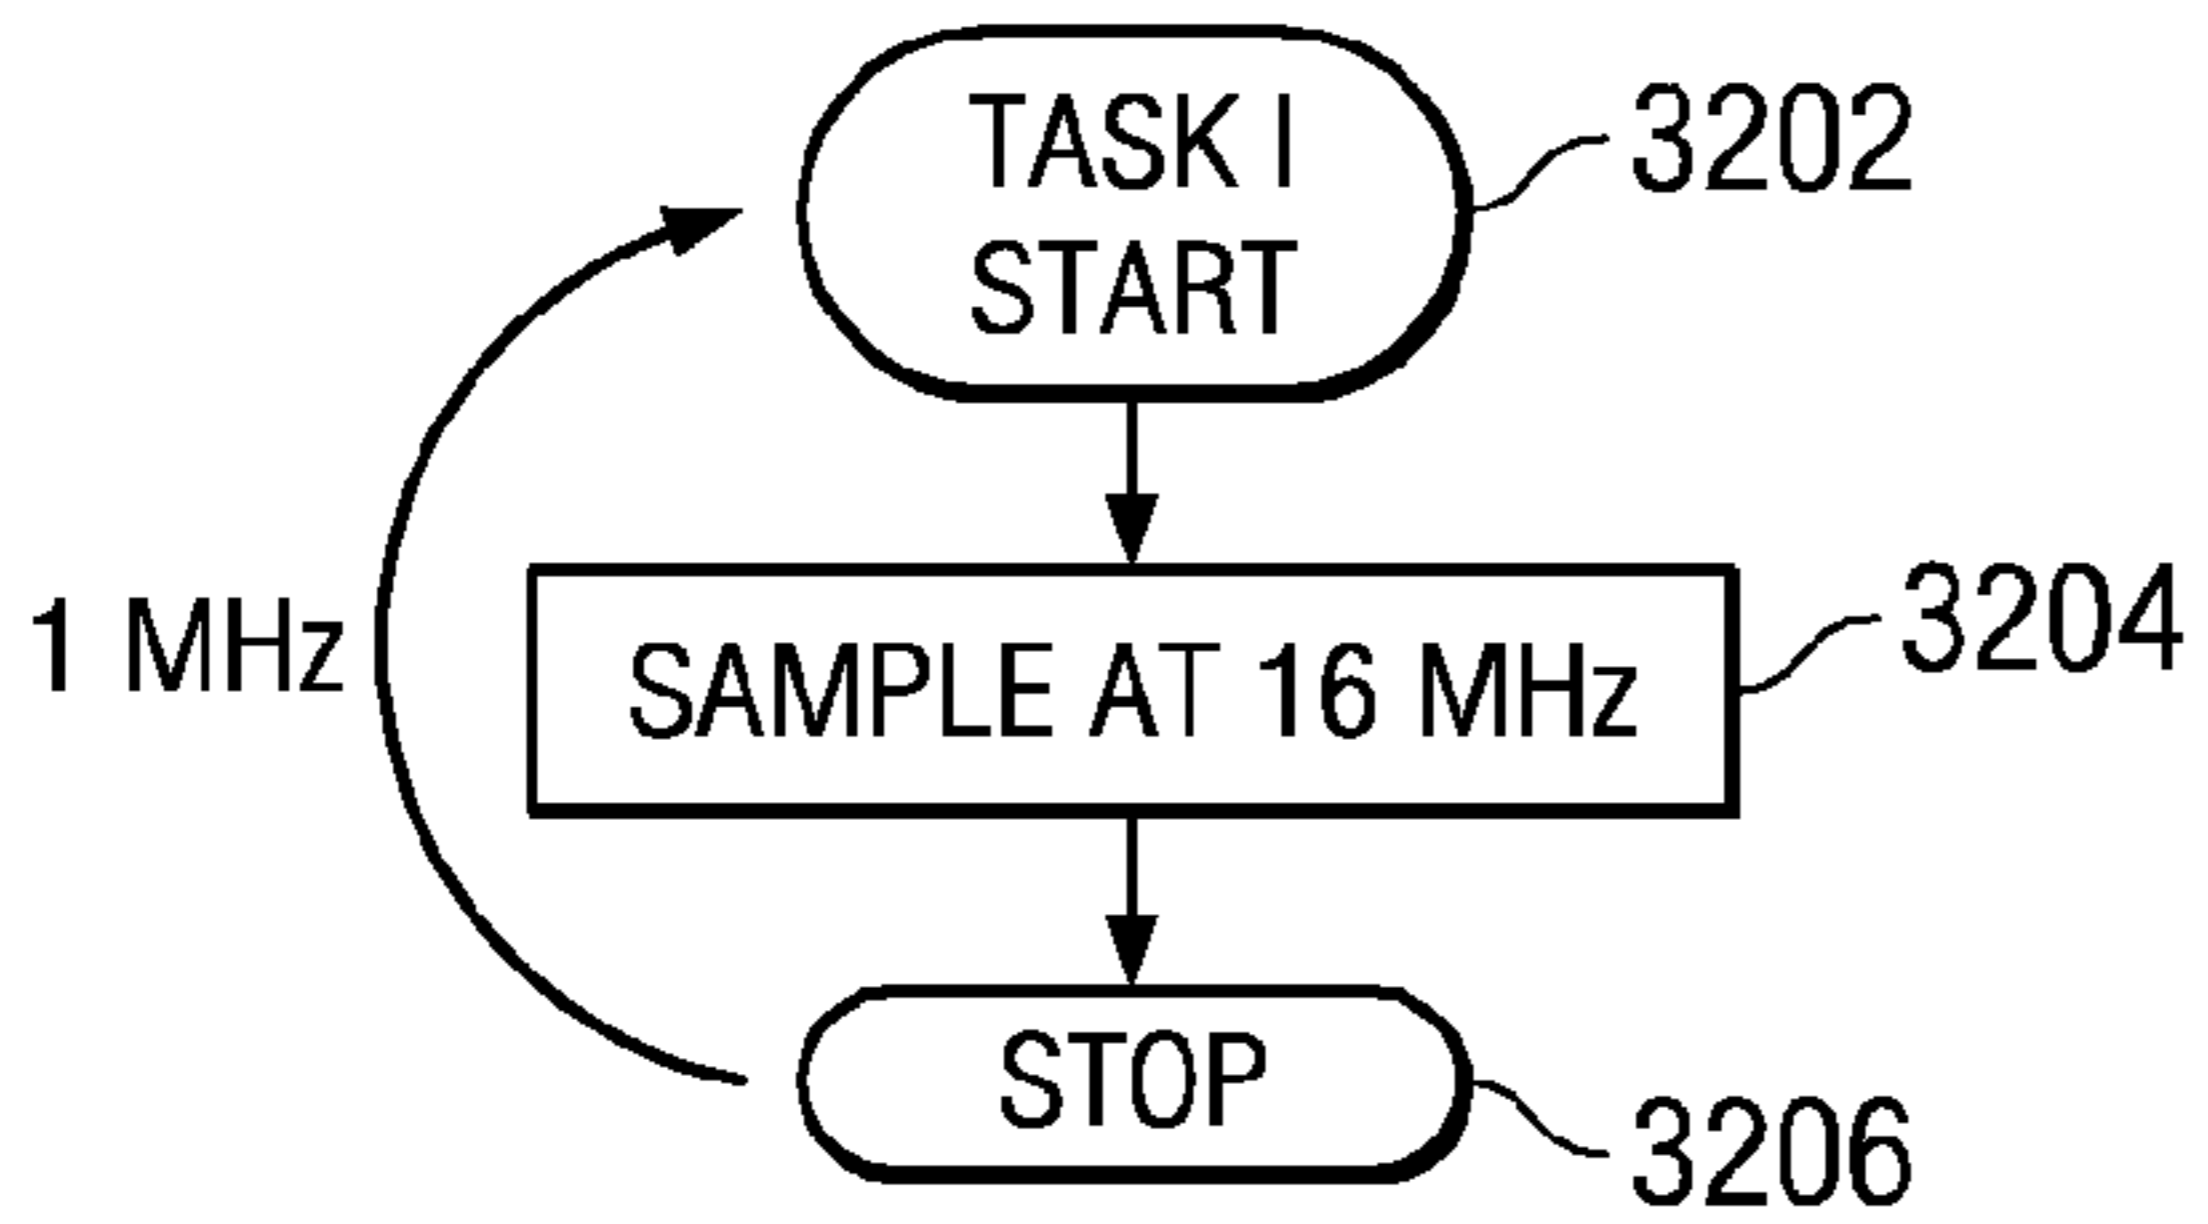 TASK I
START
3202
1 MHz
SAMPLE AT 16 MHz
3204
STOP
3206